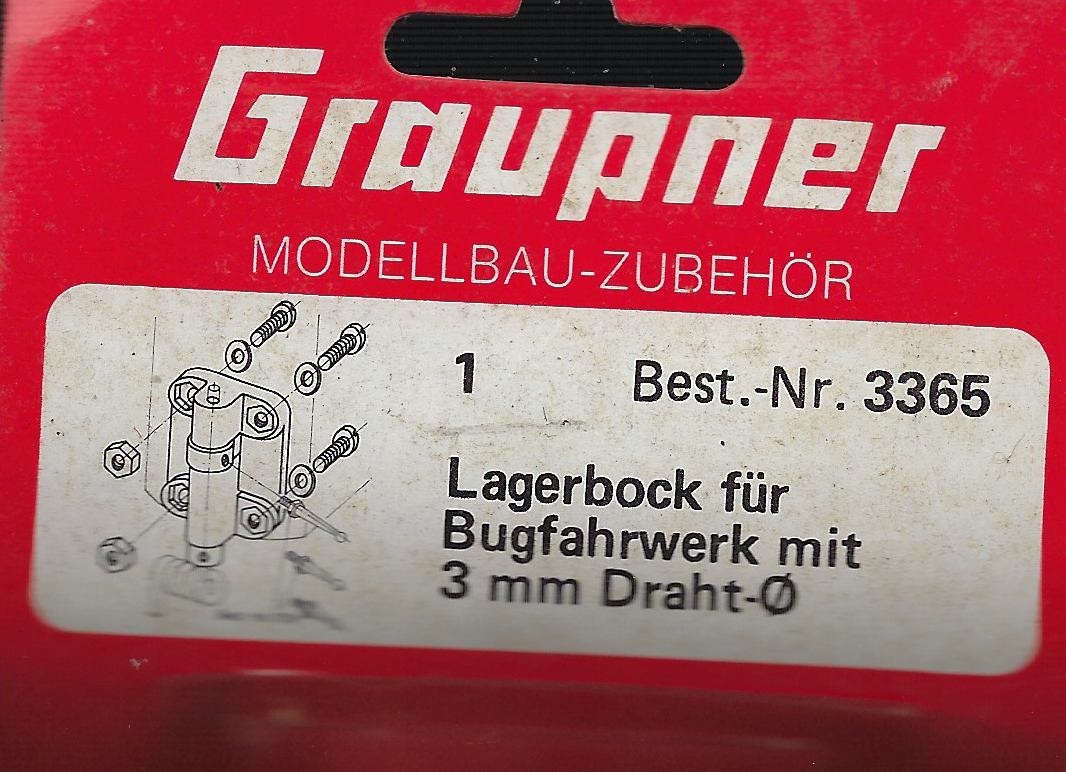 Graupner
MODELLBAU-ZUBEHÖR
1 Best.-Nr. 3365
Lagerbock für
Bugfahrwerk mit
3 mm Draht-Ø